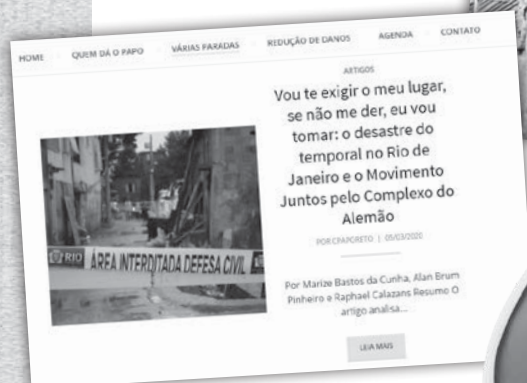 HOME QUEM DÁ O PAPO VÁRIAS PARADAS REDUÇÃO DE DANOS AGENDA CONTATO
ARTIGOS
Vou te exigir o meu lugar,
se não me der, eu vou
tomar: o desastre do
temporal no Rio de
Janeiro e o Movimento
Juntos pelo Complexo do
Alemão
POR CPAPORETO | 05/03/2020
RIO ÁREA INTERDITADA DEFESA CIVIL
Por Marize Bastos da Cunha, Alan Brum
Pinheiro e Raphael Calazans Resumo O
artigo analisa...
LEIA MAIS